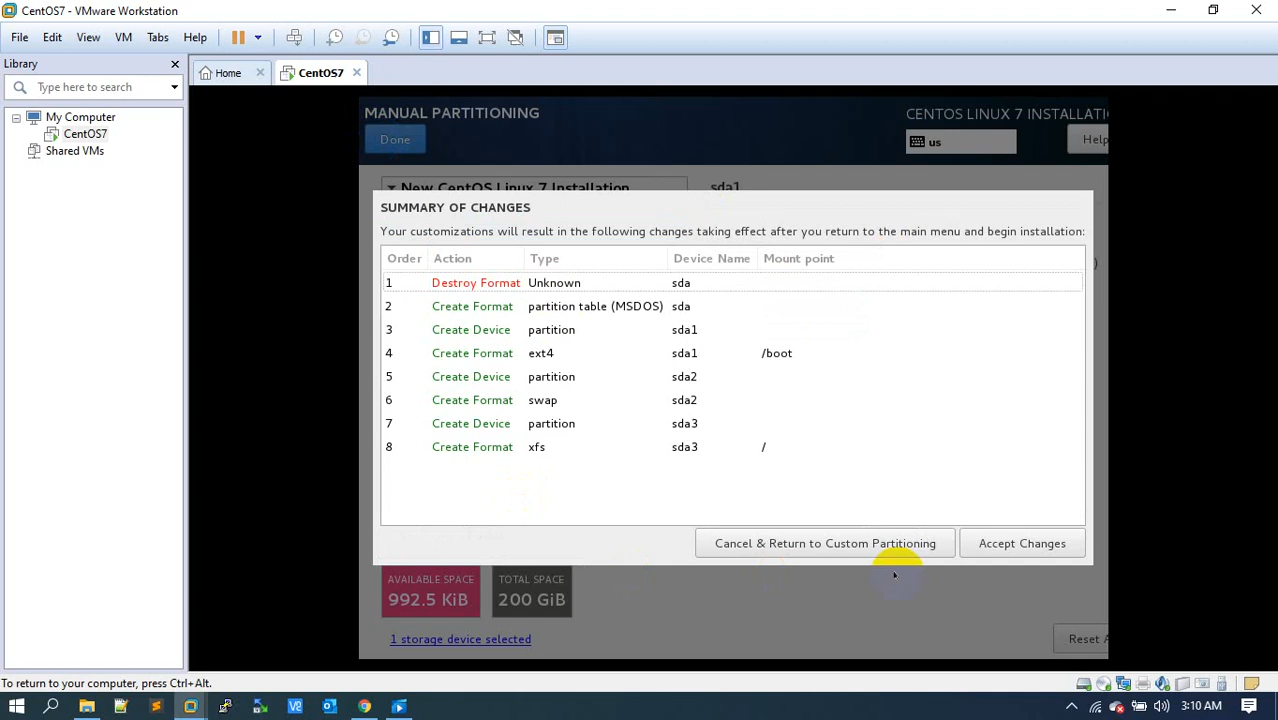 CentOS7 - VMware Workstation
File Edit View VM Tabs Help
Library
Type here to search
My Computer
CentOS7
Shared VMs
Home
CentOS7
MANUAL PARTITIONING
Done
CENTOS LINUX 7 INSTALLATI
us
Help
New CentOS Linux 7 Installation
sda1
SUMMARY OF CHANGES
Your customizations will result in the following changes taking effect after you return to the main menu and begin installation:
Order Action Type Device Name Mount point
1 Destroy Format Unknown sda
2 Create Format partition table (MSDOS) sda
3 Create Device partition sda1
4 Create Format ext4 sda1 /boot
5 Create Device partition sda2
6 Create Format swap sda2
7 Create Device partition sda3
8 Create Format xfs sda3 /
Cancel & Return to Custom Partitioning
Accept Changes
AVAILABLE SPACE
992.5 KiB
TOTAL SPACE
200 GiB
1 storage device selected
Reset A
To return to your computer, press Ctrl+Alt.
3:10 AM